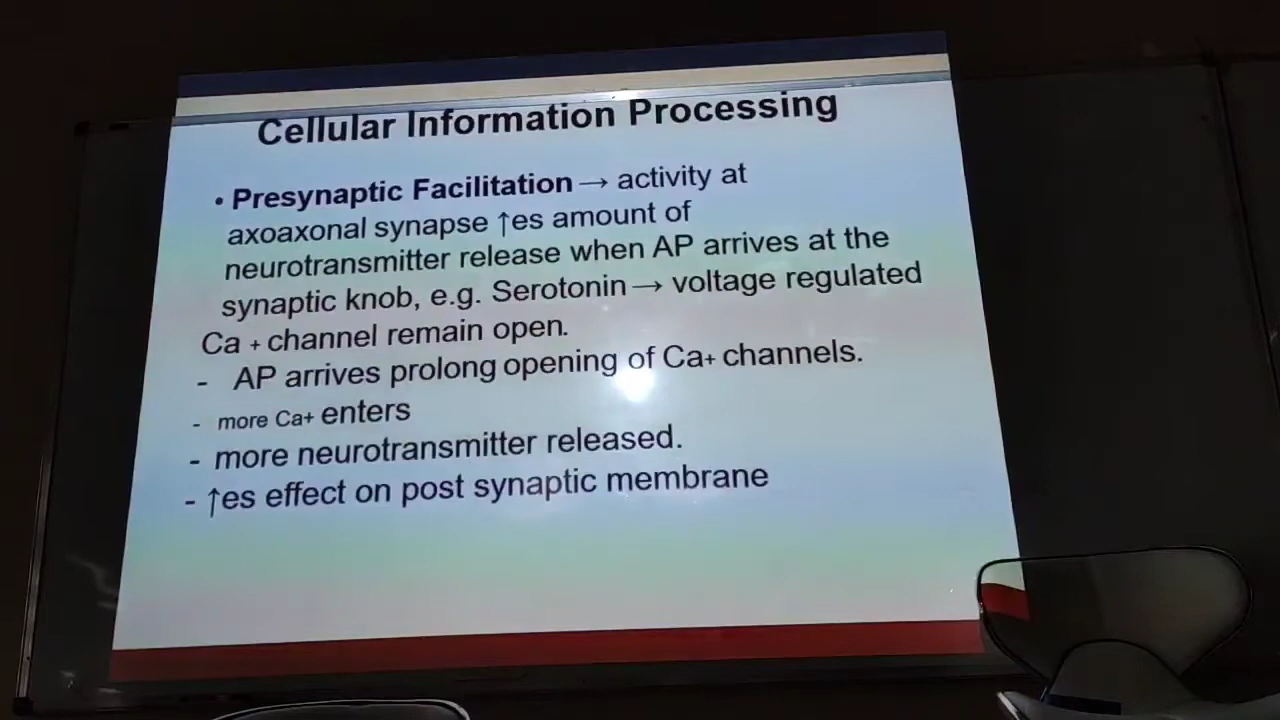 Cellular Information Processing
• Presynaptic Facilitation → activity at
axoaxonal synapse ↑es amount of
neurotransmitter release when AP arrives at the
synaptic knob, e.g. Serotonin → voltage regulated
Ca + channel remain open.
- AP arrives prolong opening of Ca+ channels.
- more Ca+ enters
- more neurotransmitter released.
- ↑es effect on post synaptic membrane